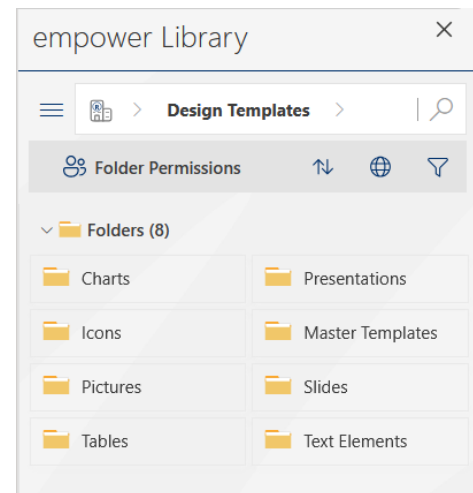 empower Library
Design Templates
Folder Permissions
Folders (8)
Charts
Presentations
Icons
Master Templates
Pictures
Slides
Tables
Text Elements